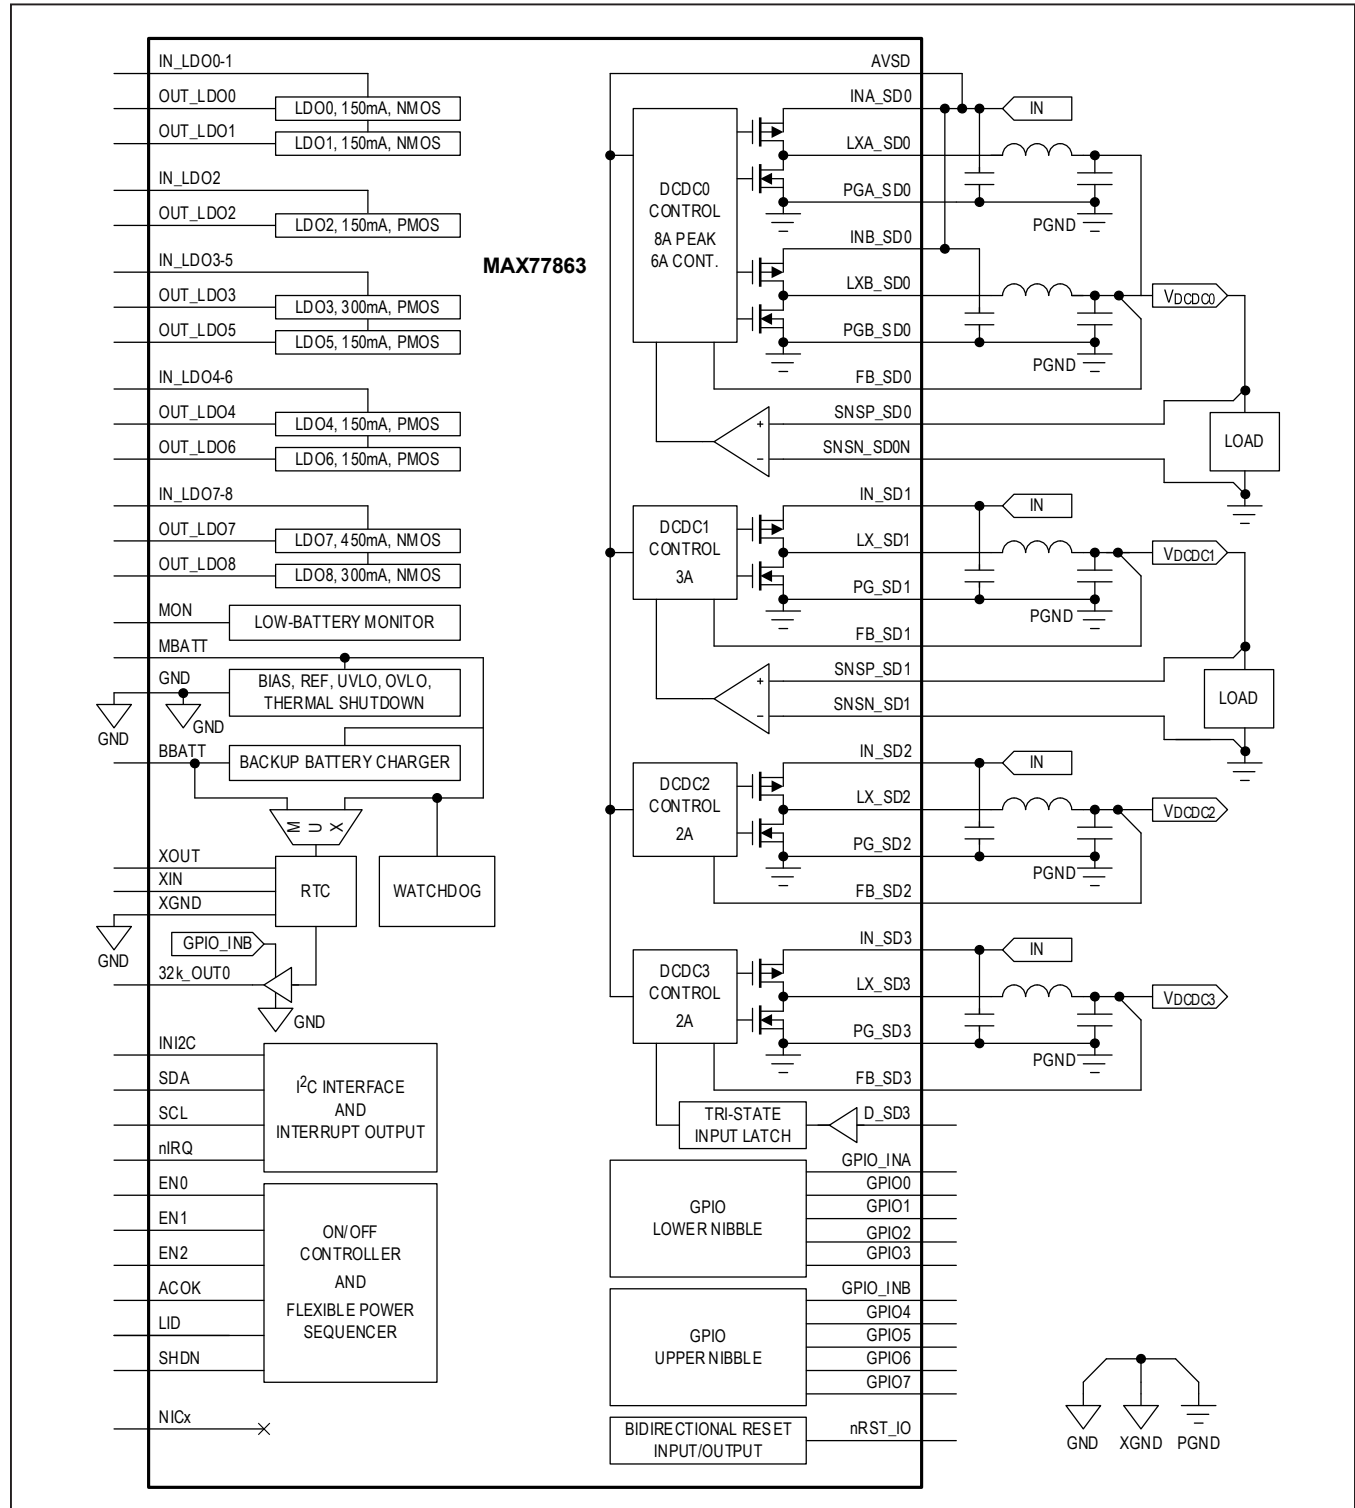 IN_LDO0-1
OUT_LDO0
LDO0, 150mA, NMOS
OUT_LDO1
LDO1, 150mA, NMOS
IN_LDO2
OUT_LDO2
LDO2, 150mA, PMOS
IN_LDO3-5
OUT_LDO3
LDO3, 300mA, PMOS
OUT_LDO5
LDO5, 150mA, PMOS
IN_LDO4-6
OUT_LDO4
LDO4, 150mA, PMOS
OUT_LDO6
LDO6, 150mA, PMOS
IN_LDO7-8
OUT_LDO7
LDO7, 450mA, NMOS
OUT_LDO8
LDO8, 300mA, NMOS
MON
LOW-BATTERY MONITOR
MBATT
GND
BIAS, REF, UVLO, OVLO,
THERMAL SHUTDOWN
GND
GND
BBATT
BACKUP BATTERY CHARGER
MUX
XOUT
XIN
XGND
RTC
WATCHDOG
GND
GPIO_INB
32k_OUT0
GND
INI2C
SDA
SCL
nIRQ
I2C INTERFACE
AND
INTERRUPT OUTPUT
EN0
EN1
EN2
ACOK
LID
SHDN
ON/OFF
CONTROLLER
AND
FLEXIBLE POWER
SEQUENCER
NICx
MAX77863
AVSD
INA_SD0
IN
LXA_SD0
PGA_SD0
PGND
DCDC0
CONTROL
8A PEAK
6A CONT.
INB_SD0
LXB_SD0
VDCDC0
PGB_SD0
PGND
FB_SD0
SNSP_SD0
+
SNSN_SD0N
−
LOAD
IN_SD1
IN
DCDC1
CONTROL
3A
LX_SD1
VDCDC1
PG_SD1
PGND
FB_SD1
SNSP_SD1
+
SNSN_SD1
−
LOAD
IN_SD2
IN
DCDC2
CONTROL
2A
LX_SD2
VDCDC2
PG_SD2
PGND
FB_SD2
IN_SD3
IN
DCDC3
CONTROL
2A
LX_SD3
VDCDC3
PG_SD3
PGND
FB_SD3
D_SD3
TRI-STATE
INPUT LATCH
GPIO_INA
GPIO0
GPIO1
GPIO2
GPIO3
GPIO
LOWER NIBBLE
GPIO_INB
GPIO4
GPIO5
GPIO6
GPIO7
GPIO
UPPER NIBBLE
BIDIRECTIONAL RESET
INPUT/OUTPUT
nRST_IO
GND XGND PGND